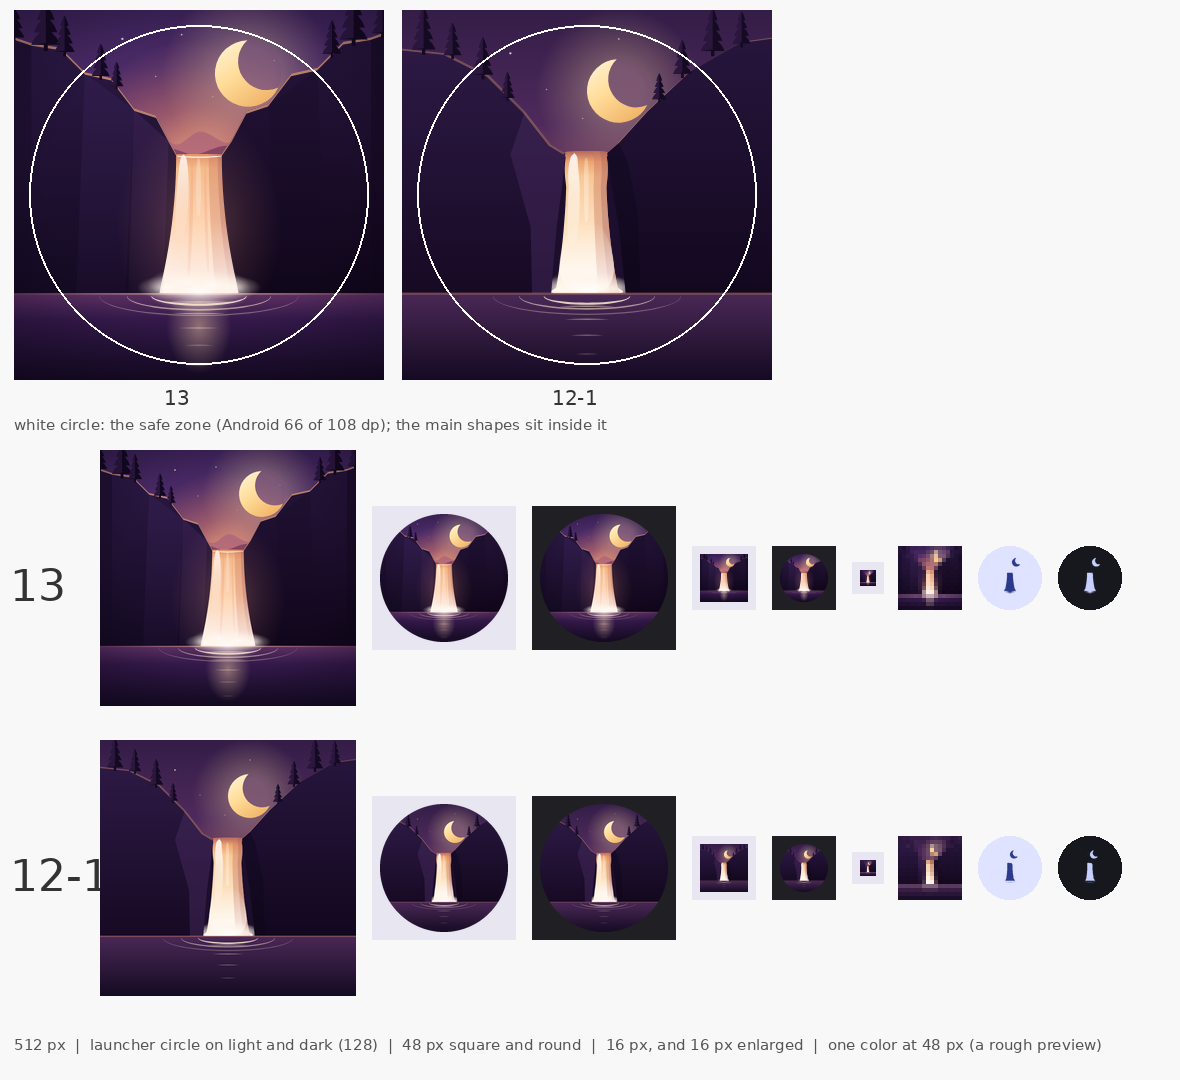 13
12-1
white circle: the safe zone (Android 66 of 108 dp); the main shapes sit inside it
13
12-1
512 px | launcher circle on light and dark (128) | 48 px square and round | 16 px, and 16 px enlarged | one color at 48 px (a rough preview)